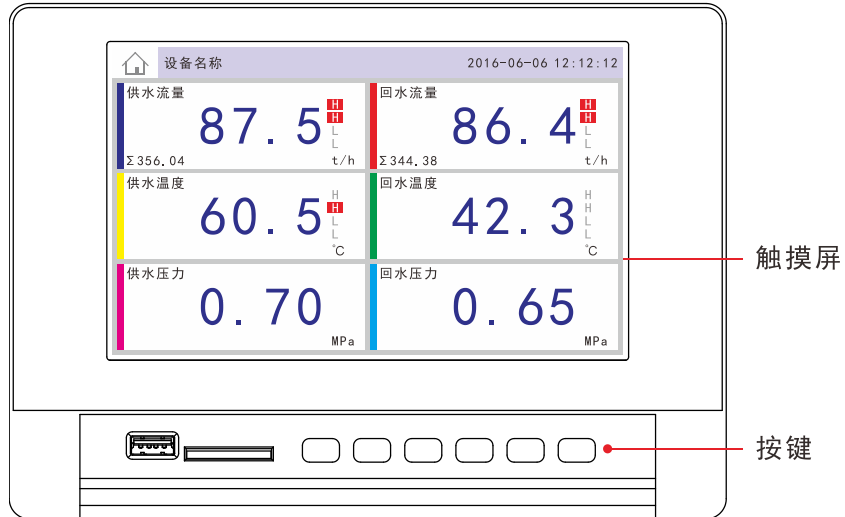 设备名称 2016-06-06 12:12:12
供水流量
87.5
H
H
L
L
Σ356.04 t/h
回水流量
86.4
H
H
L
L
Σ344.38 t/h
供水温度
60.5
H
H
L
L
℃
回水温度
42.3
H
H
L
L
℃
触摸屏
供水压力
0.70
MPa
回水压力
0.65
MPa
按键